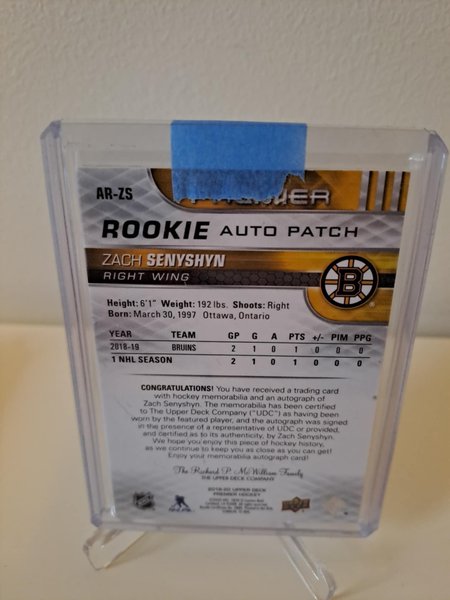 AR-ZS
PREMIER
ROOKIE AUTO PATCH
ZACH SENYSHYN
RIGHT WING
B
Height: 6'1" Weight: 192 lbs. Shoots: Right
Born: March 30, 1997 Ottawa, Ontario
YEAR TEAM GP G A PTS +/- PIM PPG
2018-19 BRUINS 2 1 0 1 0 0 0
1 NHL SEASON 2 1 0 1 0 0 0
CONGRATULATIONS! You have received a trading card
with hockey memorabilia and an autograph of
Zach Senyshyn. The memorabilia has been certified
to The Upper Deck Company ("UDC") as having been
worn by the featured player, and the autograph was signed
in the presence of a representative of UDC or provided,
and certified as to its authenticity, by Zach Senyshyn.
We hope you enjoy this piece of hockey history,
as we continue to keep you as close as you can get!
Enjoy your memorabilia autograph card!
The Richard P. McWilliam Family
THE UPPER DECK COMPANY
2019-20 UPPER DECK
PREMIER HOCKEY